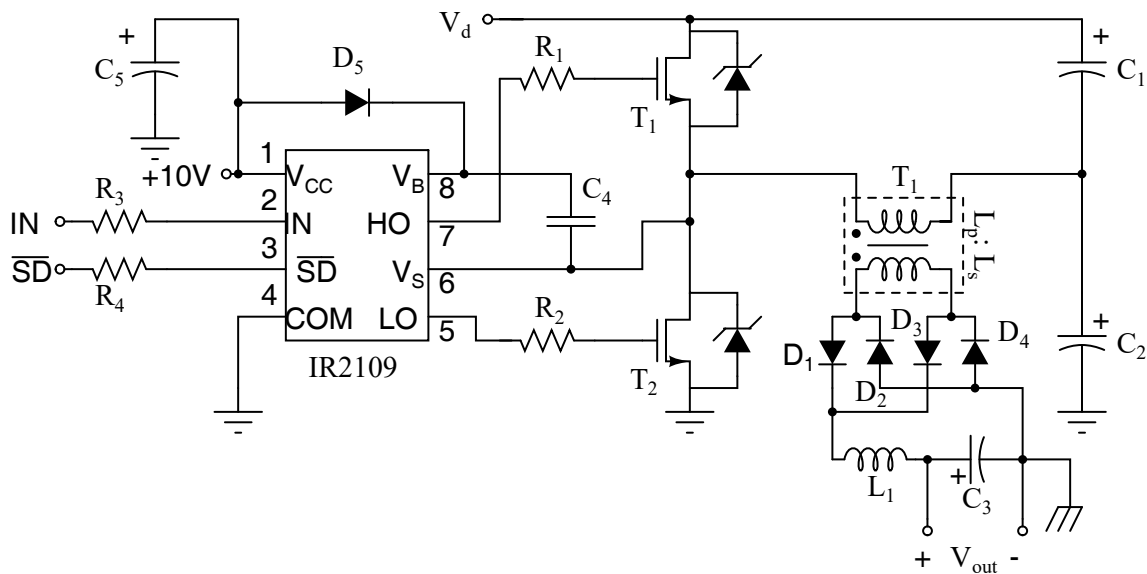 V_d
+
C_5
D_5
R_1
T_1
+
C_1
+10V
1
V_CC
V_B
8
C_4
R_3
2
IN
IN
HO
7
T_1
L_p : L_s
SD
R_4
3
SD
V_S
6
4
COM
LO
5
R_2
T_2
IR2109
D_1
D_2
D_3
D_4
+
C_2
L_1
+
C_3
+ V_out -